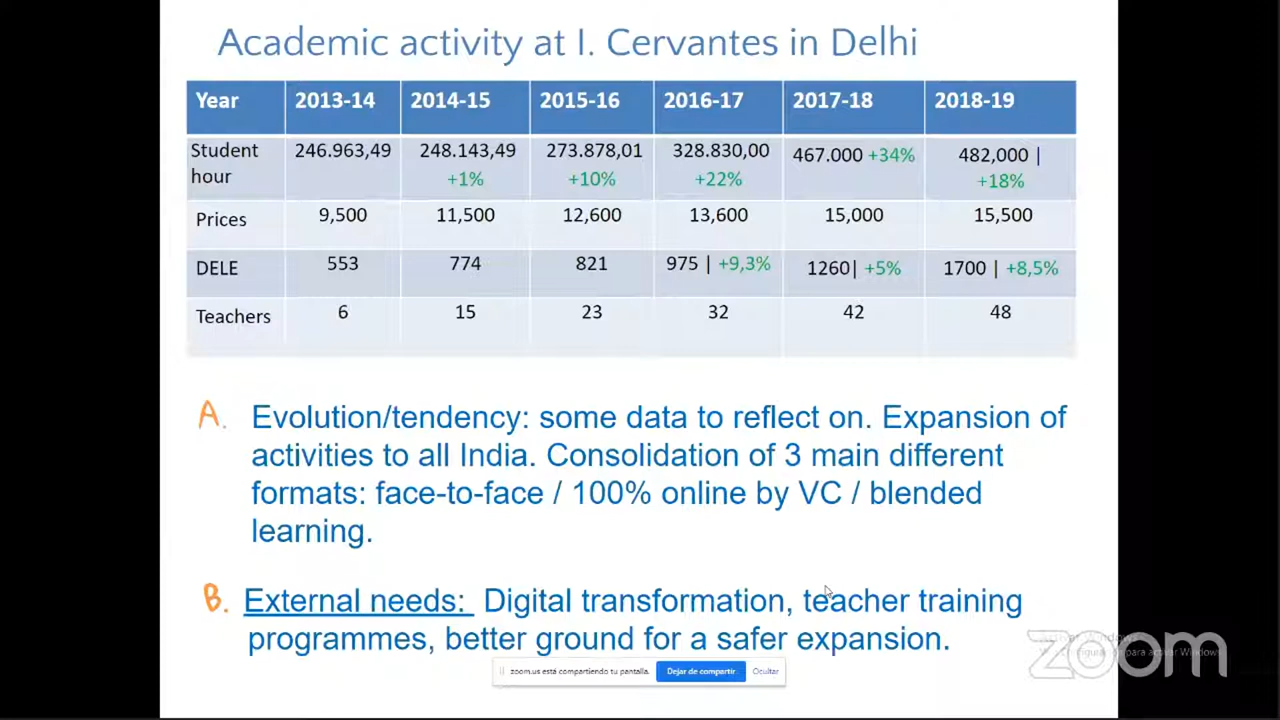 Academic activity at I. Cervantes in Delhi
Year 2013-14 2014-15 2015-16 2016-17 2017-18 2018-19
Student hour 246.963,49 248.143,49 +1% 273.878,01 +10% 328.830,00 +22% 467.000 +34% 482,000 | +18%
Prices 9,500 11,500 12,600 13,600 15,000 15,500
DELE 553 774 821 975 | +9,3% 1260| +5% 1700 | +8,5%
Teachers 6 15 23 32 42 48
A. Evolution/tendency: some data to reflect on. Expansion of
activities to all India. Consolidation of 3 main different
formats: face-to-face / 100% online by VC / blended
learning.
B. External needs: Digital transformation, teacher training
programmes, better ground for a safer expansion.
zoom
para activar Windows
zoom.us está compartiendo tu pantalla. Dejar de compartir Ocultar